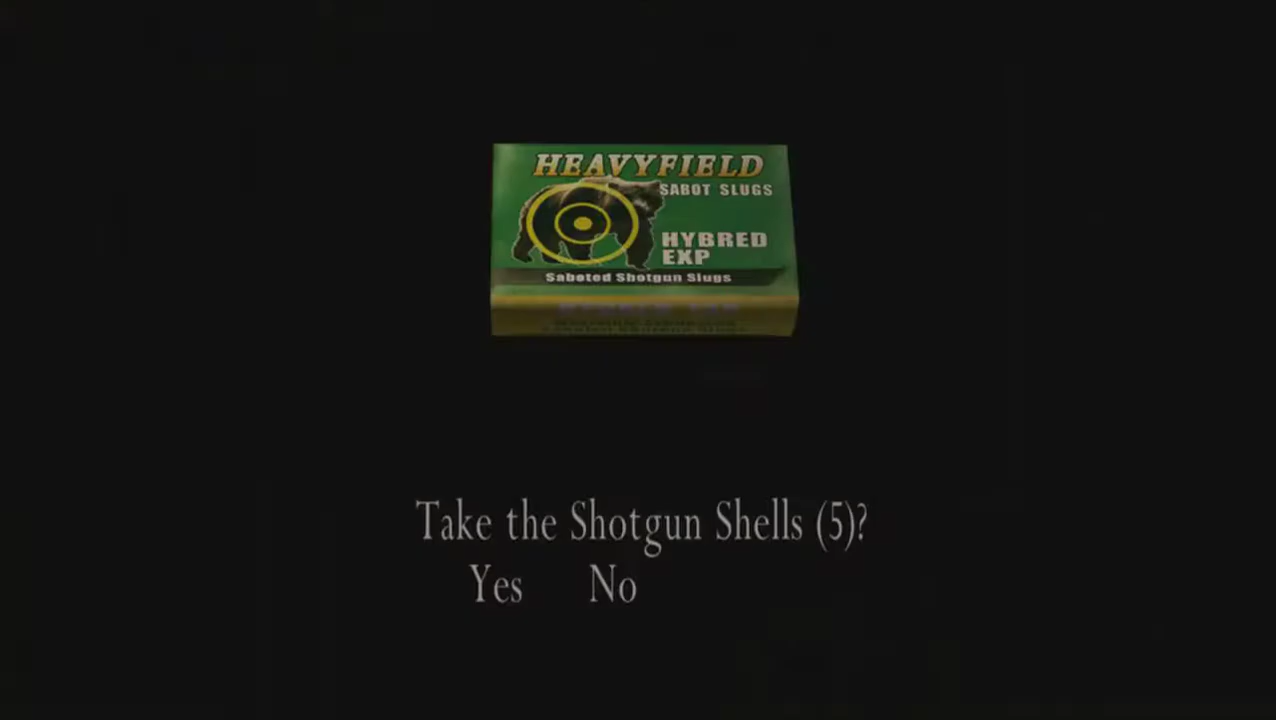 HEAVYFIELD
SABOT SLUGS
HYBRED
EXP
Saboted Shotgun Slugs
Take the Shotgun Shells (5)?
Yes No